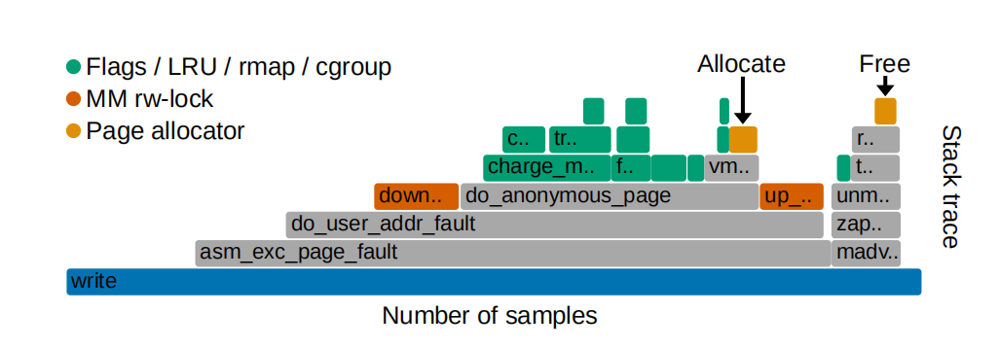 Flags / LRU / rmap / cgroup
MM rw-lock
Page allocator
Allocate
Free
c..
tr..
r..
charge_m..
f..
vm..
t..
down..
do_anonymous_page
up_..
unm..
do_user_addr_fault
zap..
asm_exc_page_fault
madv..
write
Number of samples
Stack trace